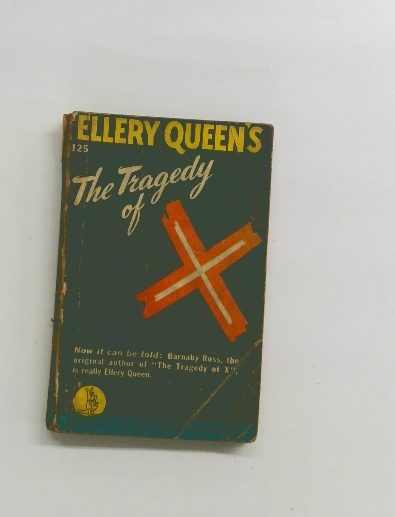 ELLERY QUEEN'S
125
The Tragedy
of
X
Now it can be told: Barnaby Ross, the
original author of "The Tragedy of X",
is really Ellery Queen.